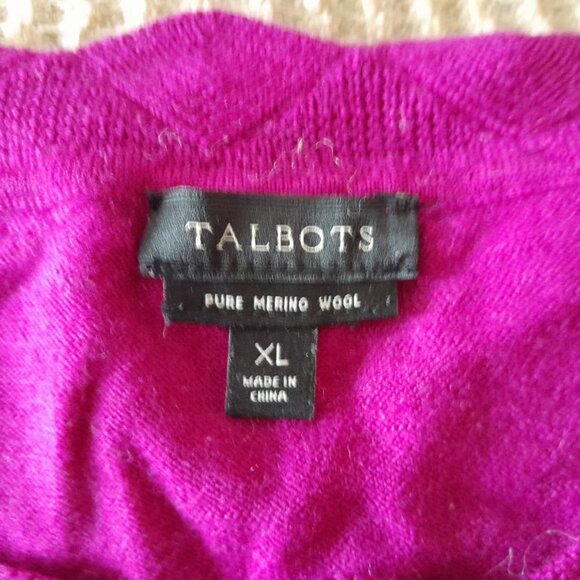 TALBOTS
PURE MERINO WOOL
XL
MADE IN
CHINA